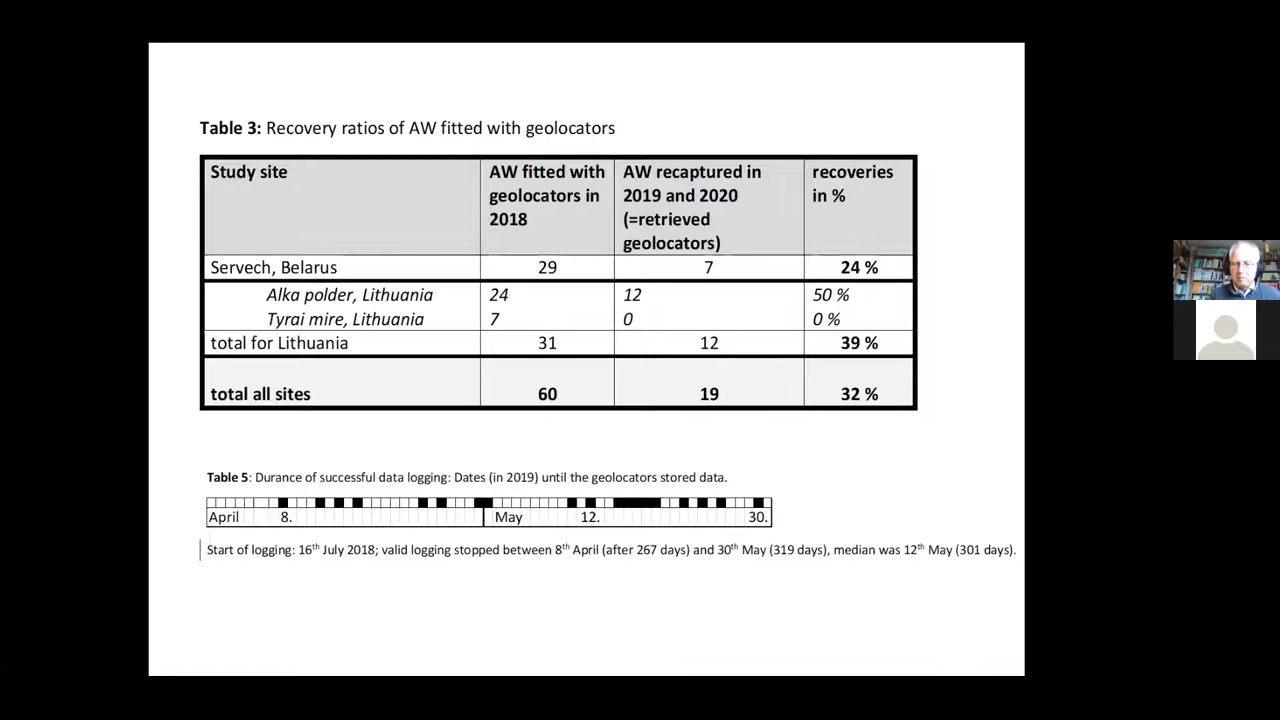 Table 3: Recovery ratios of AW fitted with geolocators
Study site
AW fitted with
geolocators in
2018
AW recaptured in
2019 and 2020
(=retrieved
geolocators)
recoveries
in %
Servech, Belarus 29 7 24 %
Alka polder, Lithuania 24 12 50 %
Tyrai mire, Lithuania 7 0 0 %
total for Lithuania 31 12 39 %
total all sites 60 19 32 %
Table 5: Durance of successful data logging: Dates (in 2019) until the geolocators stored data.
April 8. May 12. 30.
Start of logging: 16th July 2018; valid logging stopped between 8th April (after 267 days) and 30th May (319 days), median was 12th May (301 days).